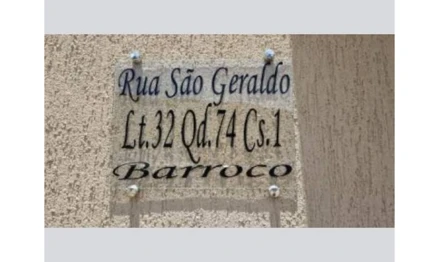 Rua São Geraldo
Lt.32 Qd.74 Cs.1
Barroco